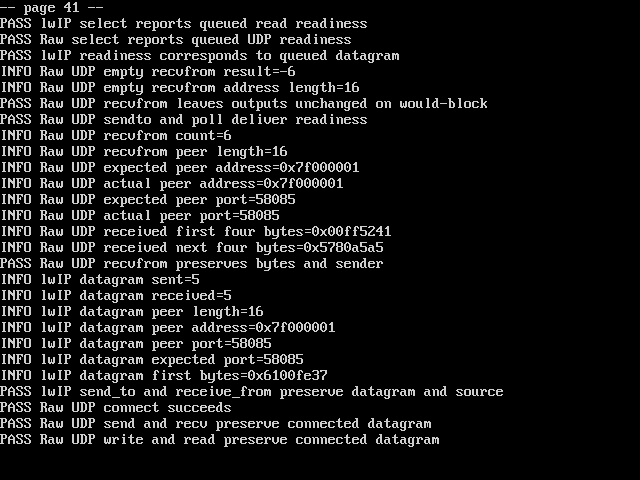 -- page 41 --
PASS lwIP select reports queued read readiness
PASS Raw select reports queued UDP readiness
PASS lwIP readiness corresponds to queued datagram
INFO Raw UDP empty recvfrom result=-6
INFO Raw UDP empty recvfrom address length=16
PASS Raw UDP recvfrom leaves outputs unchanged on would-block
PASS Raw UDP sendto and poll deliver readiness
INFO Raw UDP recvfrom count=6
INFO Raw UDP recvfrom peer length=16
INFO Raw UDP expected peer address=0x7f000001
INFO Raw UDP actual peer address=0x7f000001
INFO Raw UDP expected peer port=58085
INFO Raw UDP actual peer port=58085
INFO Raw UDP received first four bytes=0x00ff5241
INFO Raw UDP received next four bytes=0x5780a5a5
PASS Raw UDP recvfrom preserves bytes and sender
INFO lwIP datagram sent=5
INFO lwIP datagram received=5
INFO lwIP datagram peer length=16
INFO lwIP datagram peer address=0x7f000001
INFO lwIP datagram peer port=58085
INFO lwIP datagram expected port=58085
INFO lwIP datagram first bytes=0x6100fe37
PASS lwIP send_to and receive_from preserve datagram and source
PASS Raw UDP connect succeeds
PASS Raw UDP send and recv preserve connected datagram
PASS Raw UDP write and read preserve connected datagram